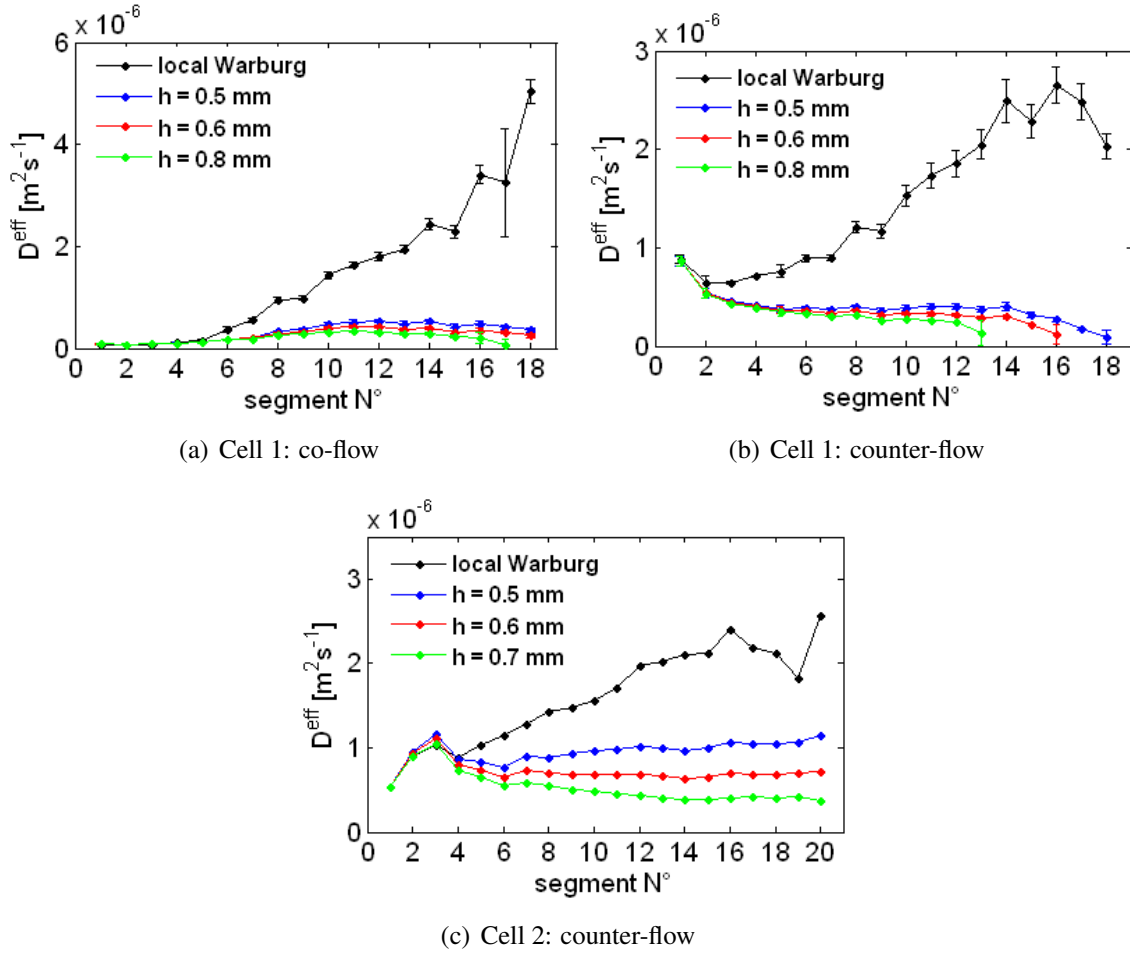 x 10⁻⁶
6
4
2
0
D^eff [m²s⁻¹]
local Warburg
h = 0.5 mm
h = 0.6 mm
h = 0.8 mm
0 2 4 6 8 10 12 14 16 18
segment N°
(a) Cell 1: co-flow
x 10⁻⁶
3
2
1
0
D^eff [m²s⁻¹]
local Warburg
h = 0.5 mm
h = 0.6 mm
h = 0.8 mm
0 2 4 6 8 10 12 14 16 18
segment N°
(b) Cell 1: counter-flow
x 10⁻⁶
3
2
1
0
D^eff [m²s⁻¹]
local Warburg
h = 0.5 mm
h = 0.6 mm
h = 0.7 mm
0 2 4 6 8 10 12 14 16 18 20
segment N°
(c) Cell 2: counter-flow